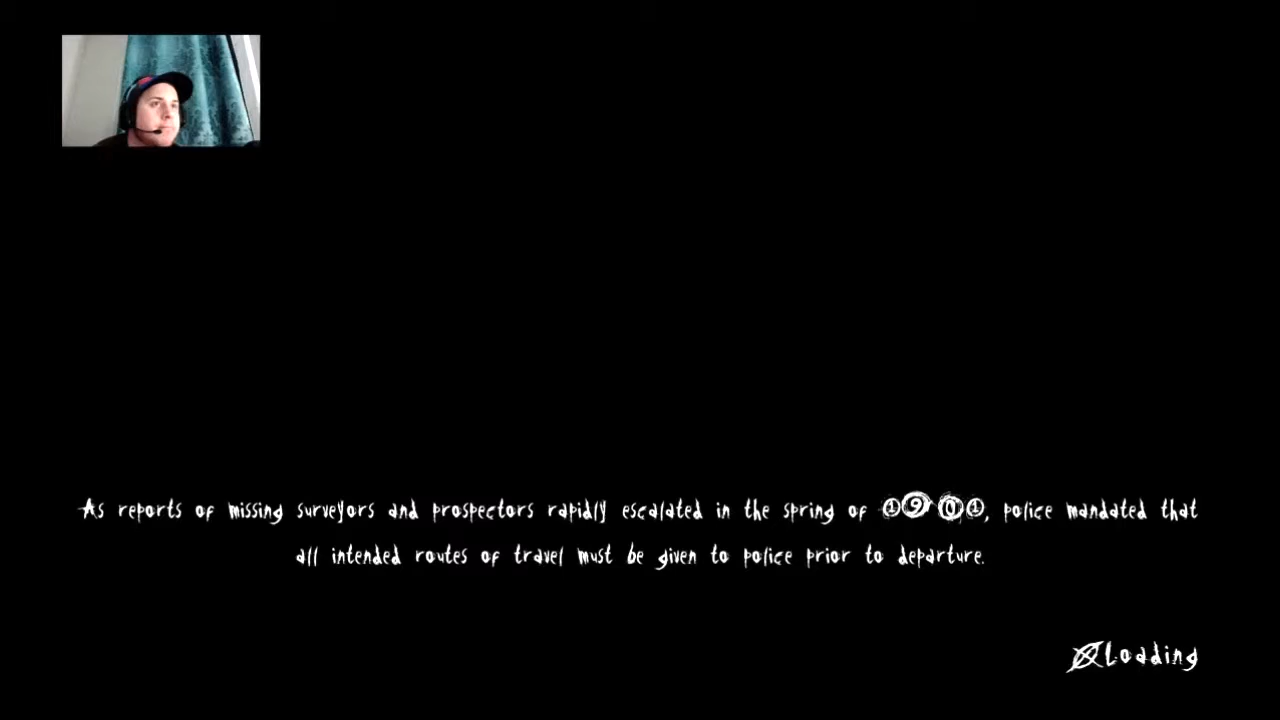 As reports of missing surveyors and prospectors rapidly escalated in the spring of 1901, police mandated that
all intended routes of travel must be given to police prior to departure.
Loading